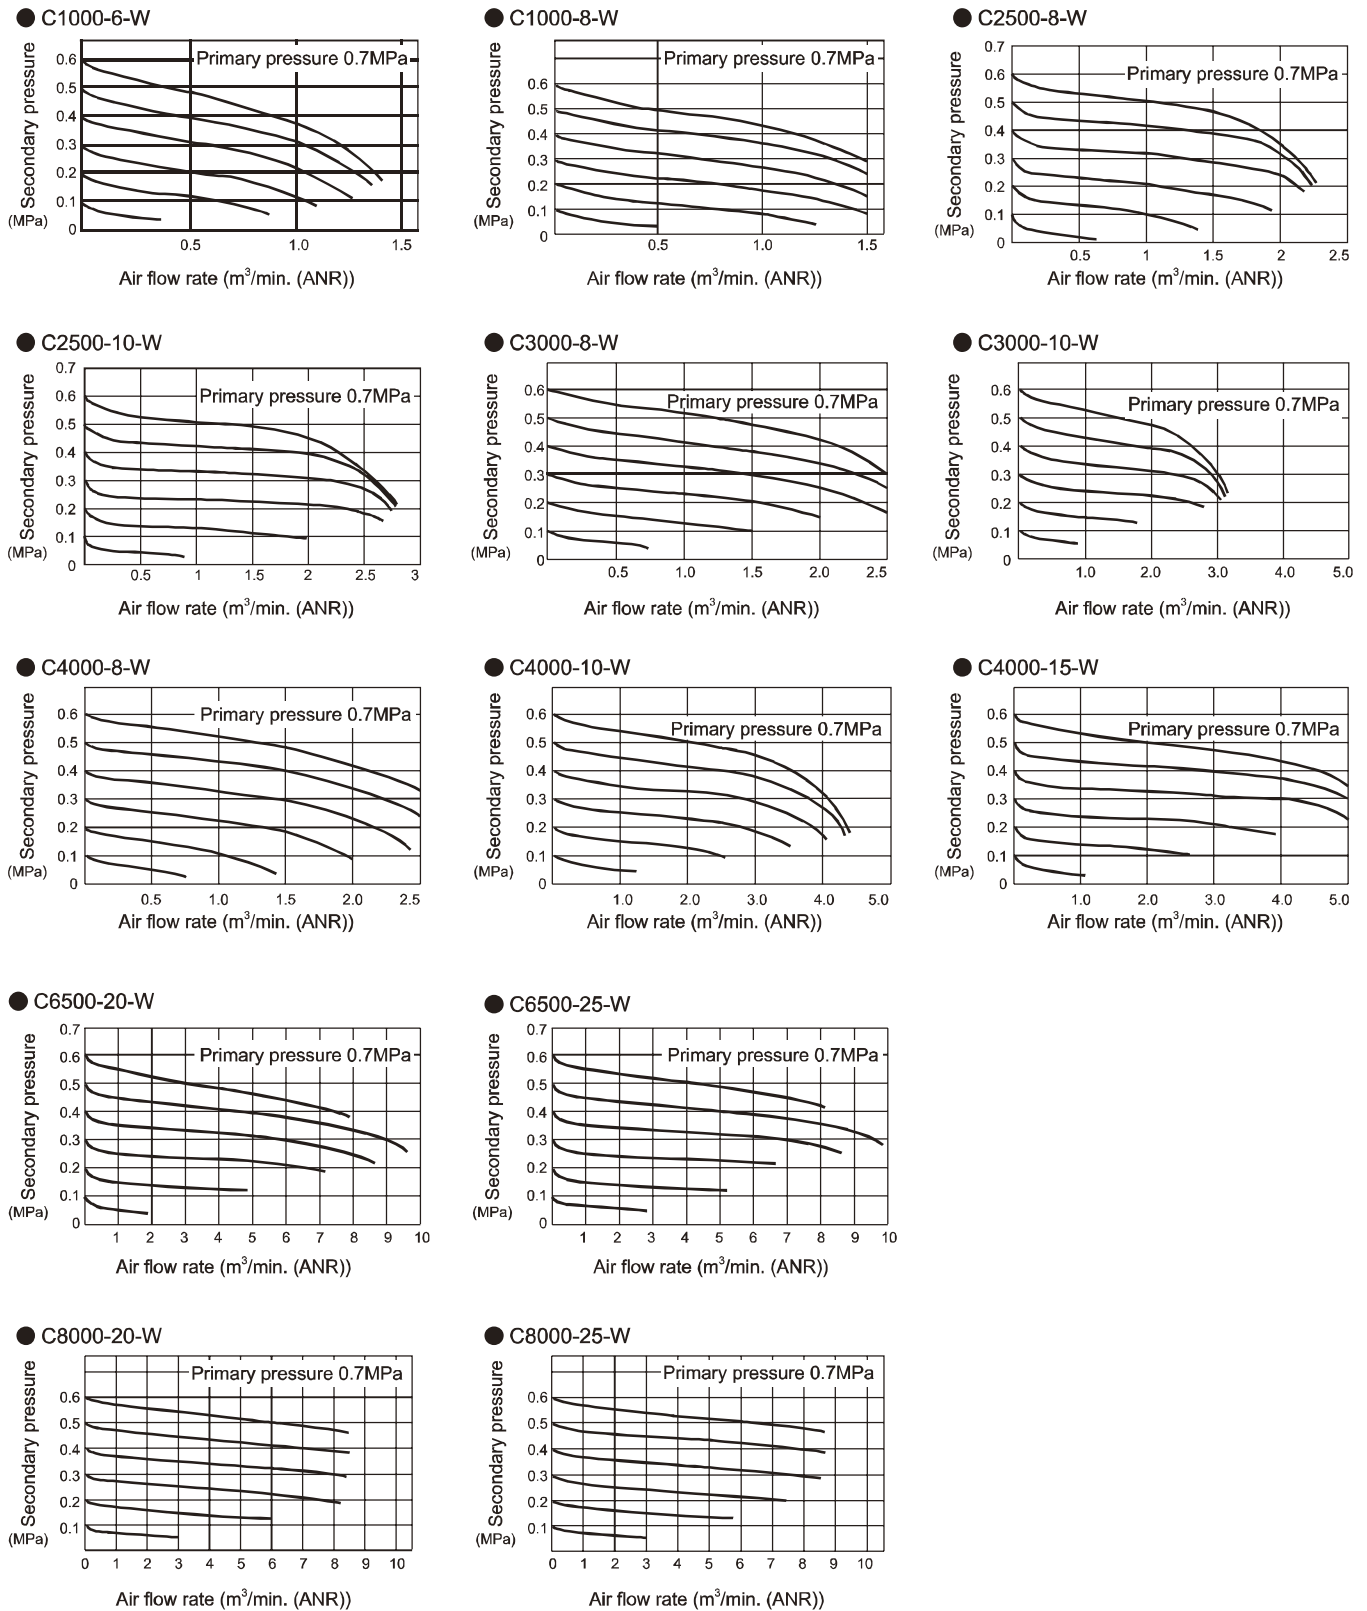 ● C1000-6-W
Primary pressure 0.7MPa
Secondary pressure
(MPa)
0.6
0.5
0.4
0.3
0.2
0.1
0
0.5 1.0 1.5
Air flow rate (m³/min. (ANR))
● C1000-8-W
Primary pressure 0.7MPa
Secondary pressure
(MPa)
0.6
0.5
0.4
0.3
0.2
0.1
0
0.5 1.0 1.5
Air flow rate (m³/min. (ANR))
● C2500-8-W
Primary pressure 0.7MPa
Secondary pressure
(MPa)
0.7
0.6
0.5
0.4
0.3
0.2
0.1
0
0.5 1 1.5 2 2.5
Air flow rate (m³/min. (ANR))
● C2500-10-W
Primary pressure 0.7MPa
Secondary pressure
(MPa)
0.7
0.6
0.5
0.4
0.3
0.2
0.1
0
0.5 1 1.5 2 2.5 3
Air flow rate (m³/min. (ANR))
● C3000-8-W
Primary pressure 0.7MPa
Secondary pressure
(MPa)
0.6
0.5
0.4
0.3
0.2
0.1
0
0.5 1.0 1.5 2.0 2.5
Air flow rate (m³/min. (ANR))
● C3000-10-W
Primary pressure 0.7MPa
Secondary pressure
(MPa)
0.6
0.5
0.4
0.3
0.2
0.1
0
1.0 2.0 3.0 4.0 5.0
Air flow rate (m³/min. (ANR))
● C4000-8-W
Primary pressure 0.7MPa
Secondary pressure
(MPa)
0.6
0.5
0.4
0.3
0.2
0.1
0
0.5 1.0 1.5 2.0 2.5
Air flow rate (m³/min. (ANR))
● C4000-10-W
Primary pressure 0.7MPa
Secondary pressure
(MPa)
0.6
0.5
0.4
0.3
0.2
0.1
0
1.0 2.0 3.0 4.0 5.0
Air flow rate (m³/min. (ANR))
● C4000-15-W
Primary pressure 0.7MPa
Secondary pressure
(MPa)
0.6
0.5
0.4
0.3
0.2
0.1
0
1.0 2.0 3.0 4.0 5.0
Air flow rate (m³/min. (ANR))
● C6500-20-W
Primary pressure 0.7MPa
Secondary pressure
(MPa)
0.7
0.6
0.5
0.4
0.3
0.2
0.1
0
1 2 3 4 5 6 7 8 9 10
Air flow rate (m³/min. (ANR))
● C6500-25-W
Primary pressure 0.7MPa
Secondary pressure
(MPa)
0.7
0.6
0.5
0.4
0.3
0.2
0.1
0
1 2 3 4 5 6 7 8 9 10
Air flow rate (m³/min. (ANR))
● C8000-20-W
Primary pressure 0.7MPa
Secondary pressure
(MPa)
0.6
0.5
0.4
0.3
0.2
0.1
0 1 2 3 4 5 6 7 8 9 10
Air flow rate (m³/min. (ANR))
● C8000-25-W
Primary pressure 0.7MPa
Secondary pressure
(MPa)
0.6
0.5
0.4
0.3
0.2
0.1
0 1 2 3 4 5 6 7 8 9 10
Air flow rate (m³/min. (ANR))